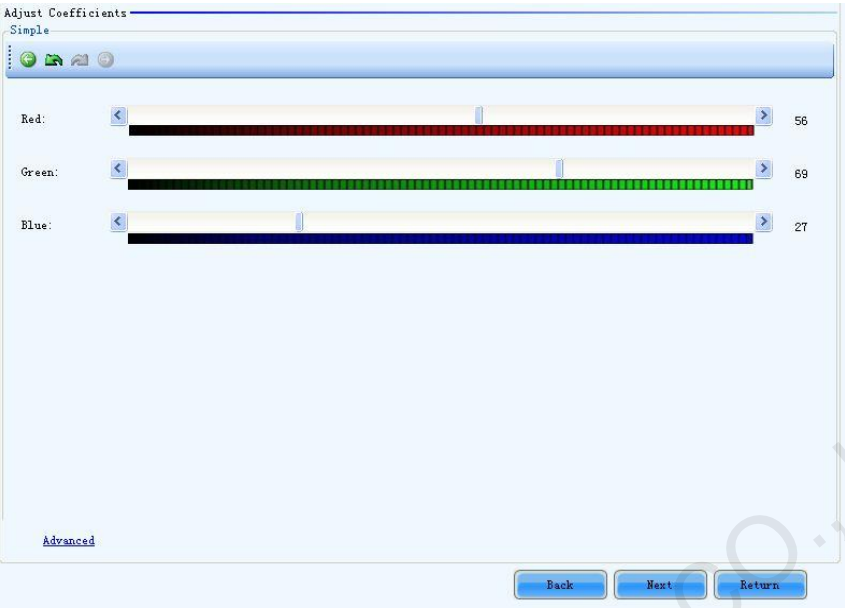 Adjust Coefficients
Simple
Red: 56
Green: 69
Blue: 27
Advanced
Back Next Return